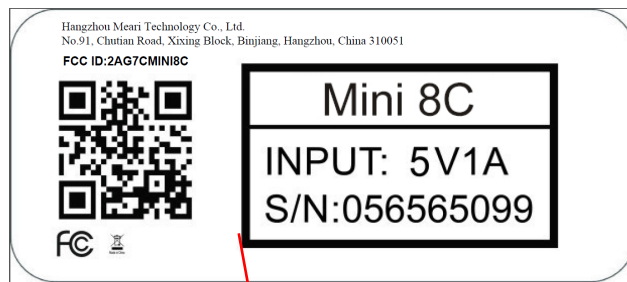 Hangzhou Meari Technology Co., Ltd.
No.91, Chutian Road, Xixing Block, Binjiang, Hangzhou, China 310051
FCC ID:2AG7CMINI8C
Mini 8C
INPUT: 5V1A
S/N:056565099
FC